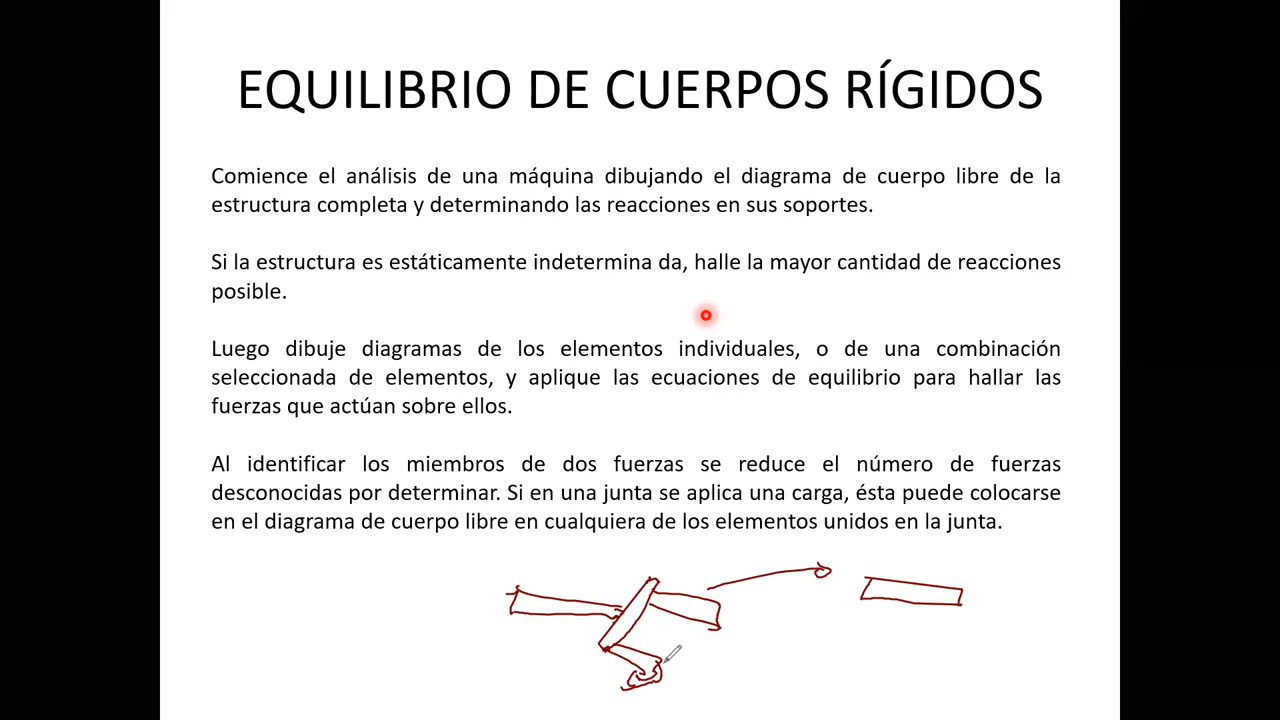 EQUILIBRIO DE CUERPOS RÍGIDOS
Comience el análisis de una máquina dibujando el diagrama de cuerpo libre de la
estructura completa y determinando las reacciones en sus soportes.
Si la estructura es estáticamente indetermina da, halle la mayor cantidad de reacciones
posible.
Luego dibuje diagramas de los elementos individuales, o de una combinación
seleccionada de elementos, y aplique las ecuaciones de equilibrio para hallar las
fuerzas que actúan sobre ellos.
Al identificar los miembros de dos fuerzas se reduce el número de fuerzas
desconocidas por determinar. Si en una junta se aplica una carga, ésta puede colocarse
en el diagrama de cuerpo libre en cualquiera de los elementos unidos en la junta.